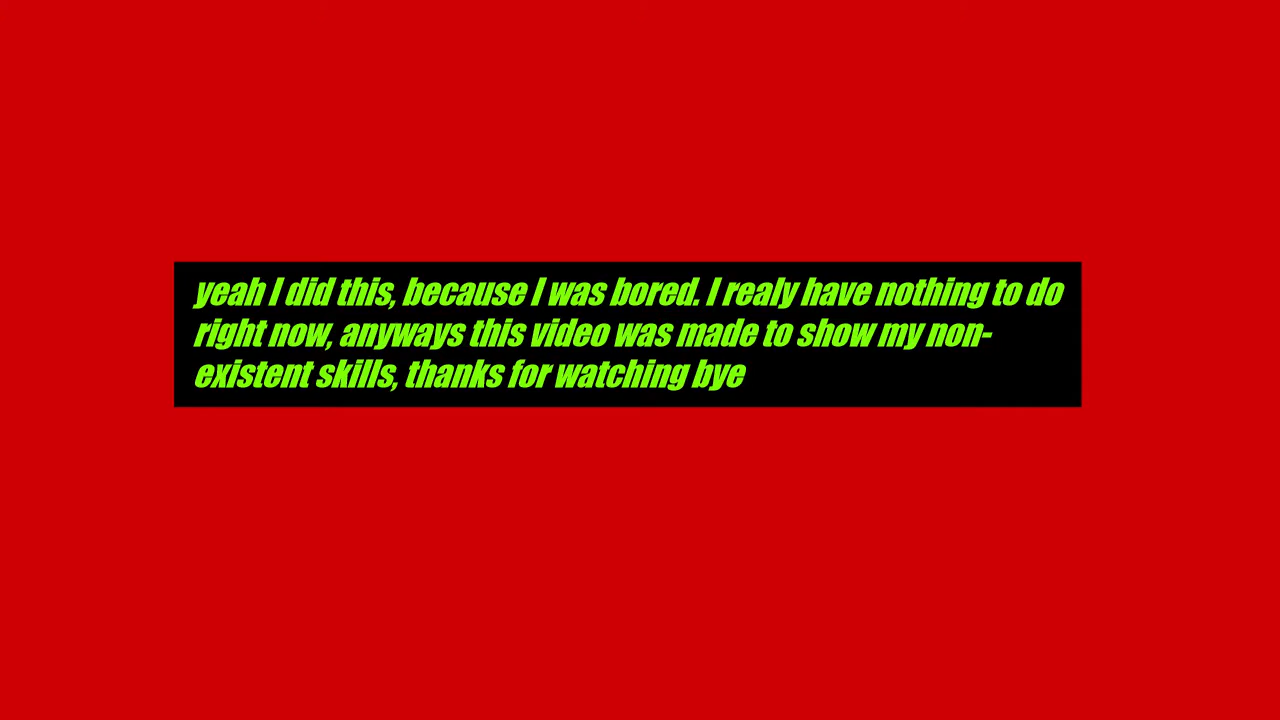 yeah I did this, because I was bored. I realy have nothing to do
right now, anyways this video was made to show my non-
existent skills, thanks for watching bye